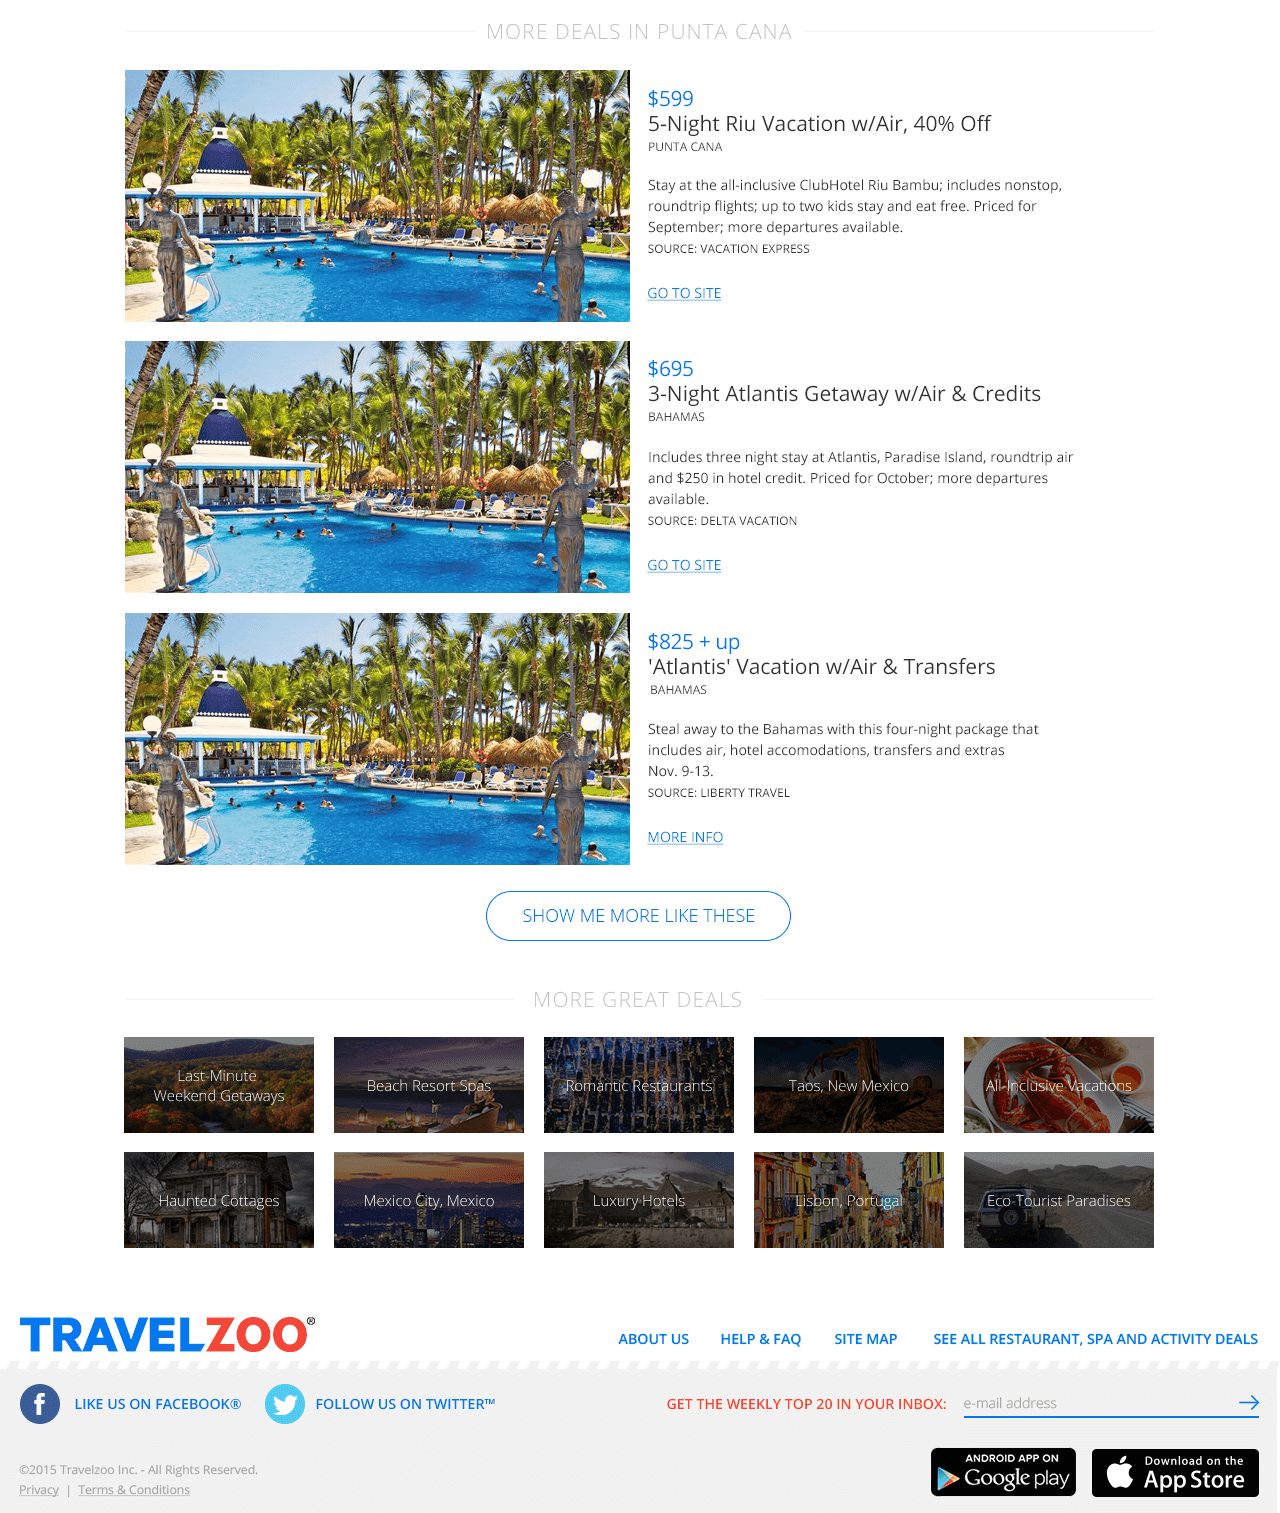 MORE DEALS IN PUNTA CANA
$599
5-Night Riu Vacation w/Air, 40% Off
PUNTA CANA
Stay at the all-inclusive ClubHotel Riu Bambu; includes nonstop,
roundtrip flights; up to two kids stay and eat free. Priced for
September; more departures available.
SOURCE: VACATION EXPRESS
GO TO SITE
$695
3-Night Atlantis Getaway w/Air & Credits
BAHAMAS
Includes three night stay at Atlantis, Paradise Island, roundtrip air
and $250 in hotel credit. Priced for October; more departures
available.
SOURCE: DELTA VACATION
GO TO SITE
$825 + up
'Atlantis' Vacation w/Air & Transfers
BAHAMAS
Steal away to the Bahamas with this four-night package that
includes air, hotel accomodations, transfers and extras
Nov. 9-13.
SOURCE: LIBERTY TRAVEL
MORE INFO
SHOW ME MORE LIKE THESE
MORE GREAT DEALS
Last-Minute
Weekend Getaways
Beach Resort Spas
Romantic Restaurants
Taos, New Mexico
All-Inclusive Vacations
Haunted Cottages
Mexico City, Mexico
Luxury Hotels
Lisbon, Portugal
Eco-Tourist Paradises
TRAVELZOO®
ABOUT US
HELP & FAQ
SITE MAP
SEE ALL RESTAURANT, SPA AND ACTIVITY DEALS
f
LIKE US ON FACEBOOK®
FOLLOW US ON TWITTER™
GET THE WEEKLY TOP 20 IN YOUR INBOX:
e-mail address
©2015 Travelzoo Inc. - All Rights Reserved.
Privacy | Terms & Conditions
ANDROID APP ON
Google play
Download on the
App Store